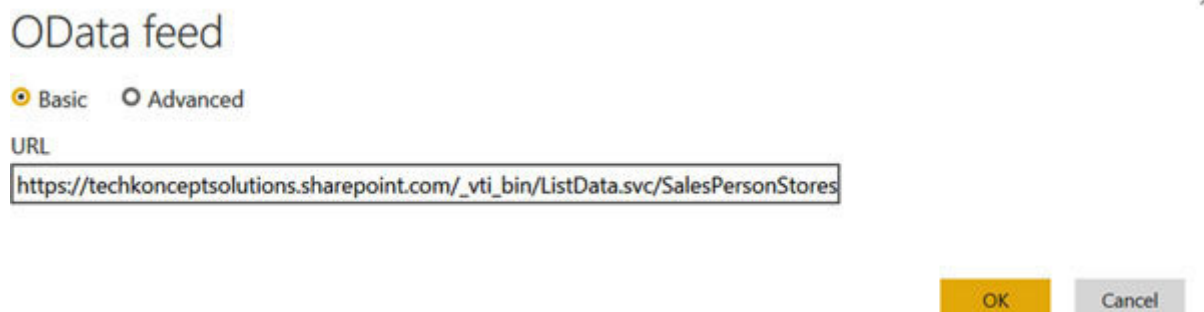 OData feed
Basic Advanced
URL
https://techkonceptsolutions.sharepoint.com/_vti_bin/ListData.svc/SalesPersonStores
OK Cancel